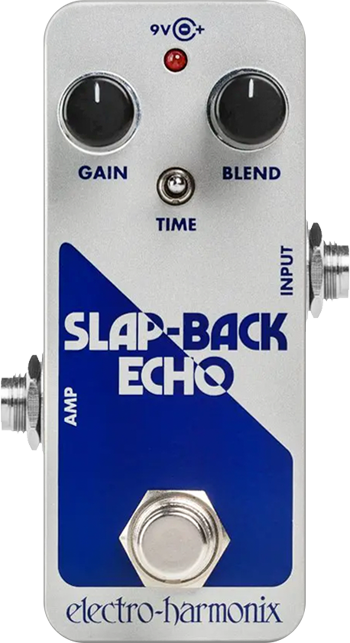 9V +
GAIN
BLEND
TIME
INPUT
SLAP-BACK
ECHO
AMP
electro-harmonix